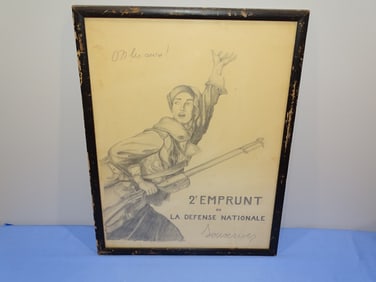 On les aura!
2ᴱ EMPRUNT
DE
LA DEFENSE NATIONALE
Souscrivez